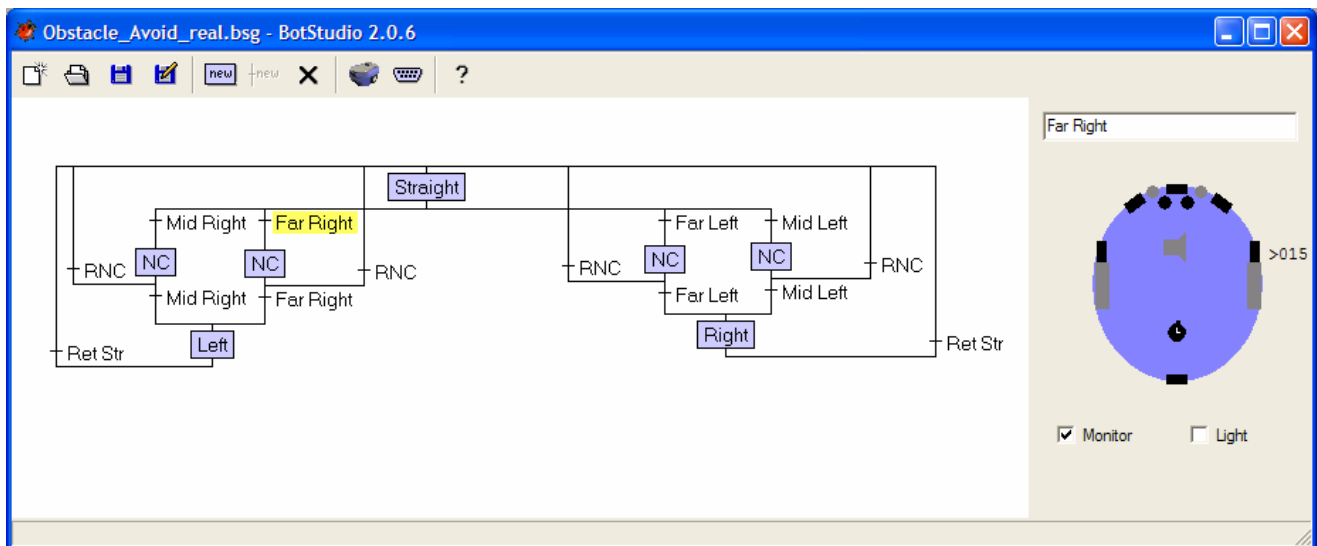 Obstacle_Avoid_real.bsg - BotStudio 2.0.6
new new ?
Far Right
Straight
Mid Right Far Right Far Left Mid Left
>015
RNC NC NC RNC RNC NC NC RNC
Mid Right Far Right Far Left Mid Left
Ret Str Left Right Ret Str
Monitor Light